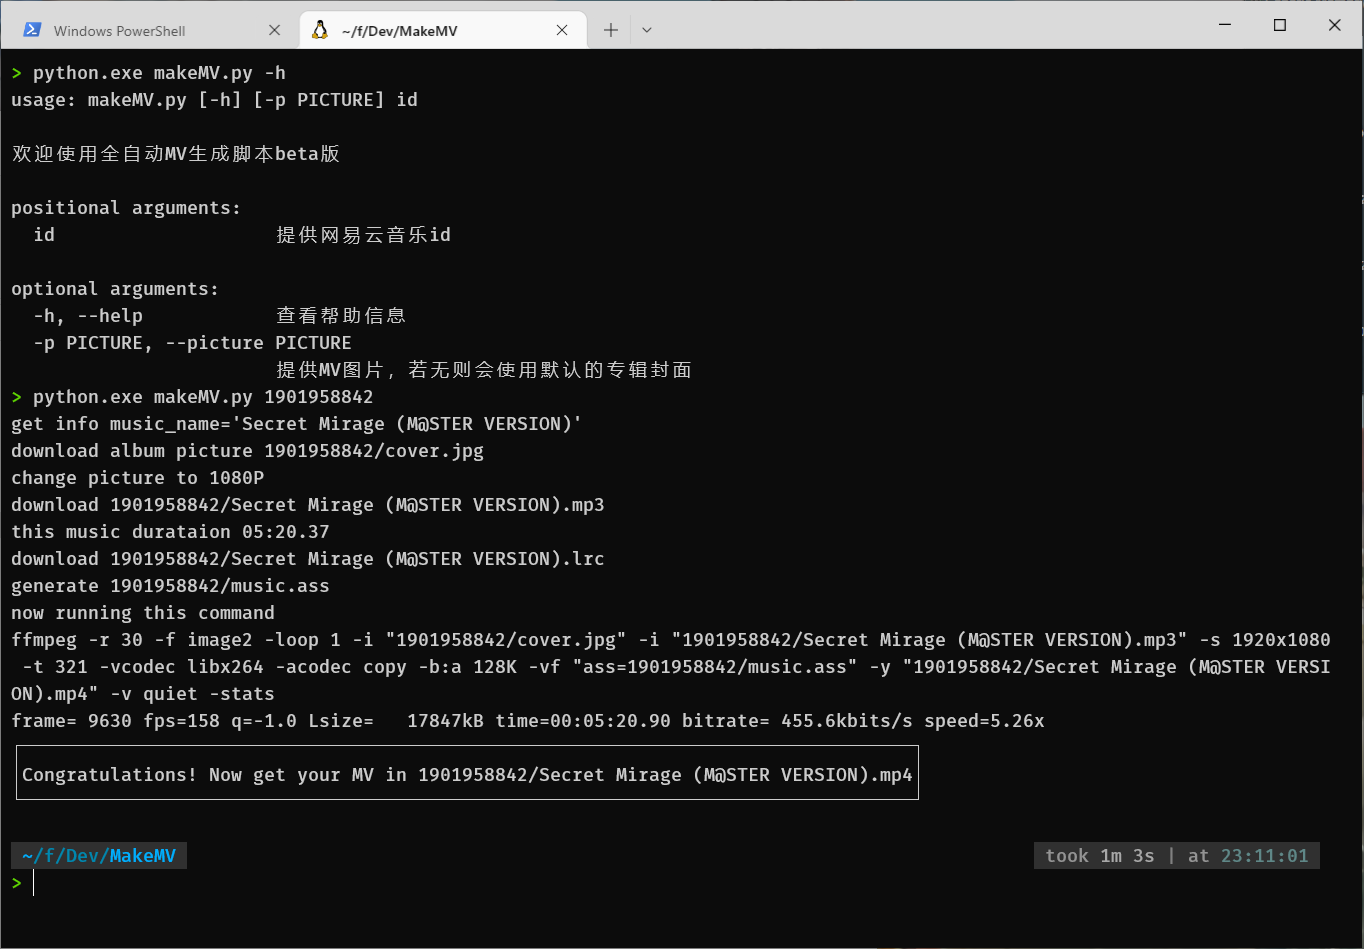 Windows PowerShell
~/f/Dev/MakeMV
> python.exe makeMV.py -h
usage: makeMV.py [-h] [-p PICTURE] id
欢迎使用全自动MV生成脚本beta版
positional arguments:
id 提供网易云音乐id
optional arguments:
-h, --help 查看帮助信息
-p PICTURE, --picture PICTURE
提供MV图片，若无则会使用默认的专辑封面
> python.exe makeMV.py 1901958842
get info music_name='Secret Mirage (M@STER VERSION)'
download album picture 1901958842/cover.jpg
change picture to 1080P
download 1901958842/Secret Mirage (M@STER VERSION).mp3
this music durataion 05:20.37
download 1901958842/Secret Mirage (M@STER VERSION).lrc
generate 1901958842/music.ass
now running this command
ffmpeg -r 30 -f image2 -loop 1 -i "1901958842/cover.jpg" -i "1901958842/Secret Mirage (M@STER VERSION).mp3" -s 1920x1080
-t 321 -vcodec libx264 -acodec copy -b:a 128K -vf "ass=1901958842/music.ass" -y "1901958842/Secret Mirage (M@STER VERSI
ON).mp4" -v quiet -stats
frame= 9630 fps=158 q=-1.0 Lsize=   17847kB time=00:05:20.90 bitrate= 455.6kbits/s speed=5.26x
Congratulations! Now get your MV in 1901958842/Secret Mirage (M@STER VERSION).mp4
~/f/Dev/MakeMV took 1m 3s | at 23:11:01
>